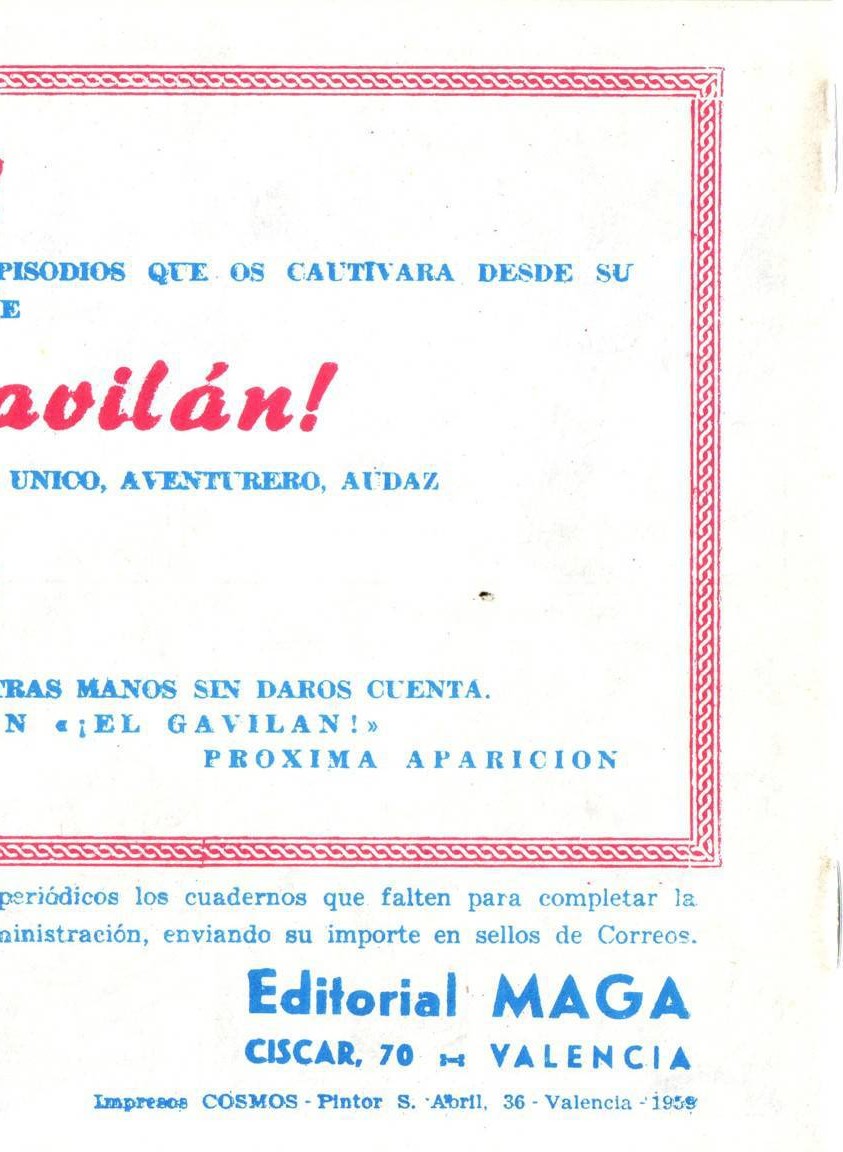 PISODIOS QUE OS CAUTIVARA DESDE SU
E
avilán!
UNICO, AVENTURERO, AUDAZ
TRAS MANOS SIN DAROS CUENTA.
N «¡EL GAVILAN!»
PROXIMA APARICION
periódicos los cuadernos que falten para completar la
ministración, enviando su importe en sellos de Correos.
Editorial MAGA
CISCAR, 70 VALENCIA
Impresos COSMOS - Pintor S. Abril, 36 - Valencia - 1959